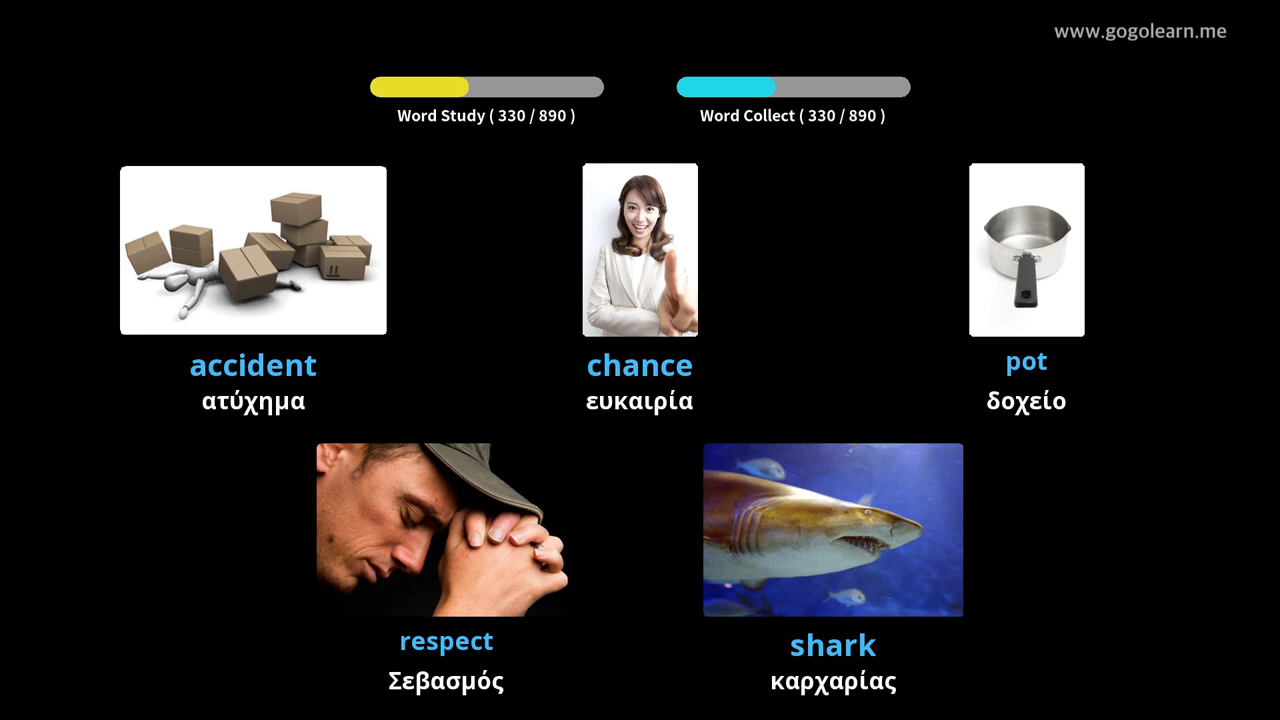 www.gogolearn.me
Word Study ( 330 / 890 )
Word Collect ( 330 / 890 )
accident
ατύχημα
chance
ευκαιρία
pot
δοχείο
respect
Σεβασμός
shark
καρχαρίας